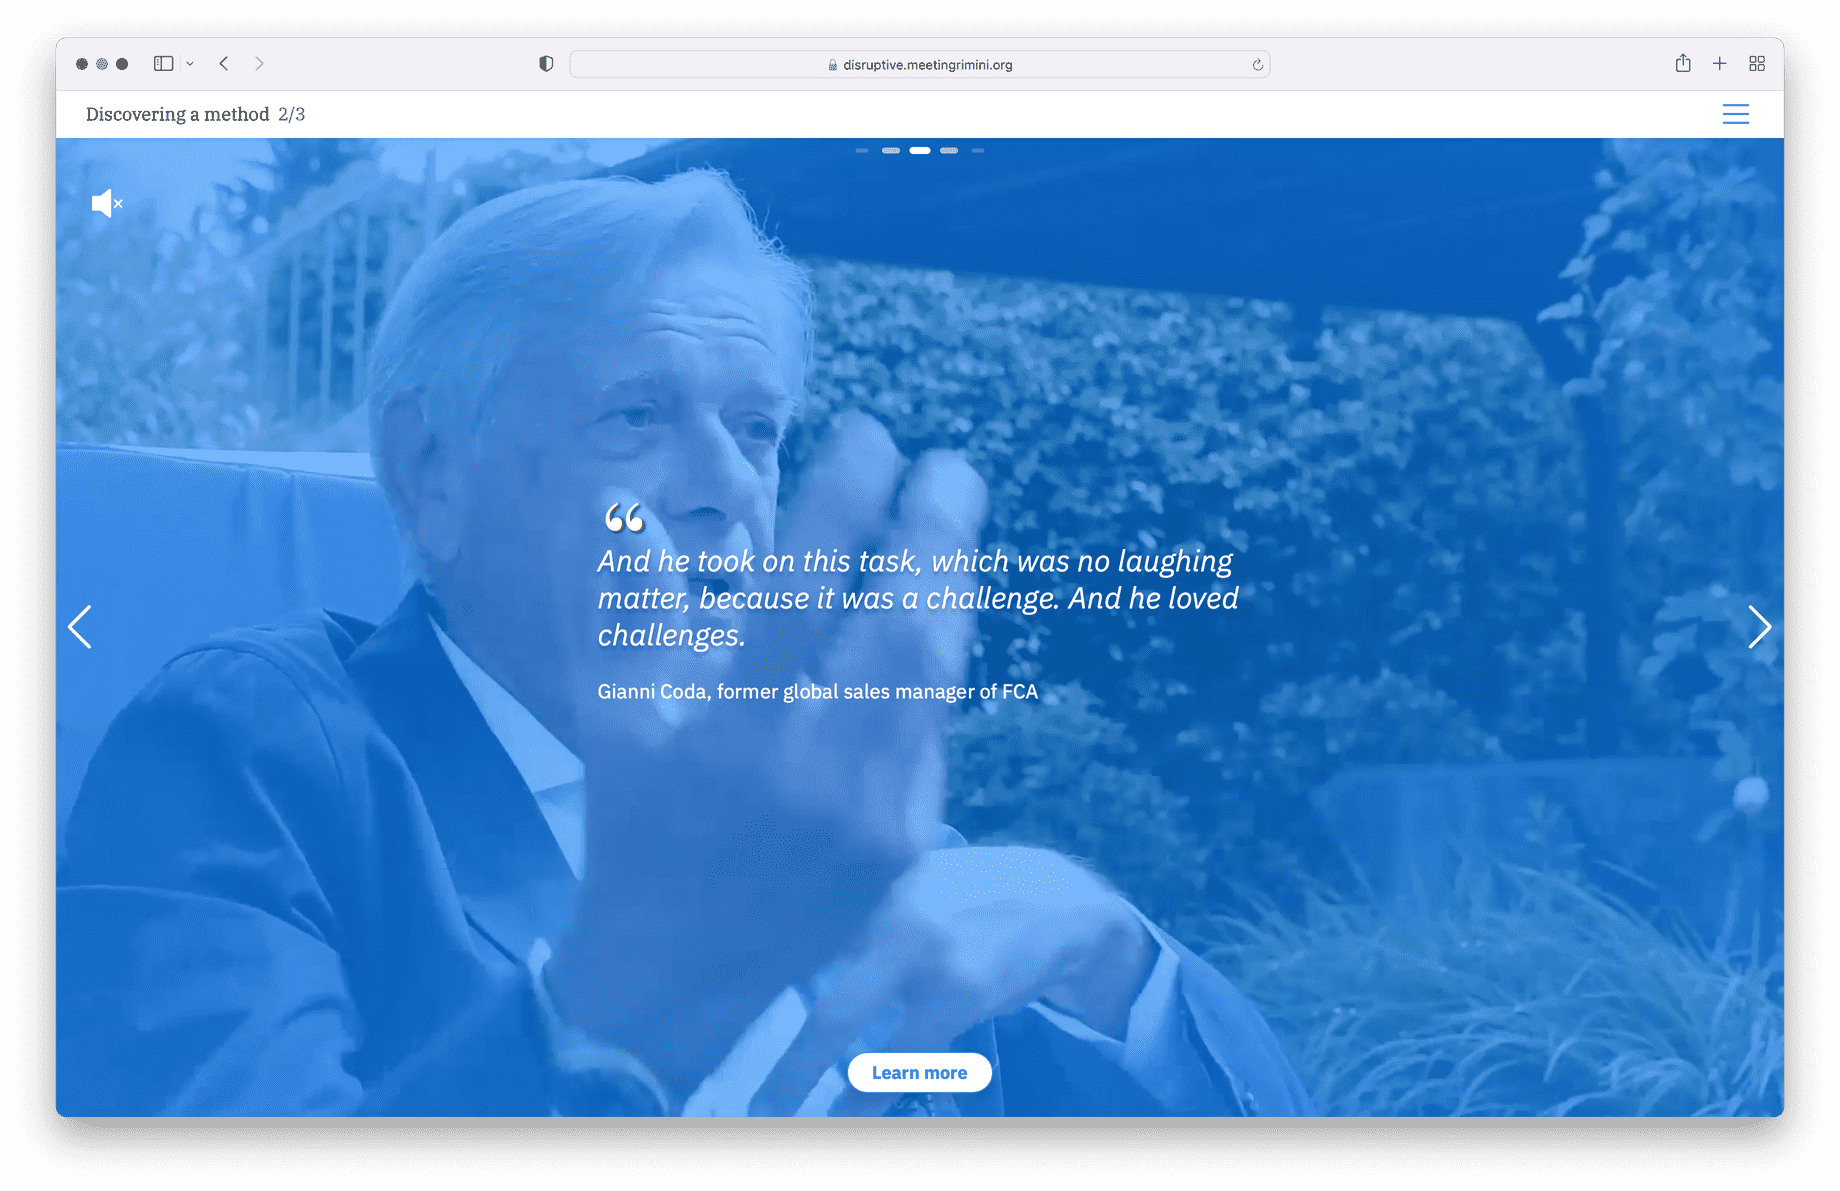 disruptive.meetingrimini.org
Discovering a method 2/3
“
And he took on this task, which was no laughing
matter, because it was a challenge. And he loved
challenges.
Gianni Coda, former global sales manager of FCA
Learn more